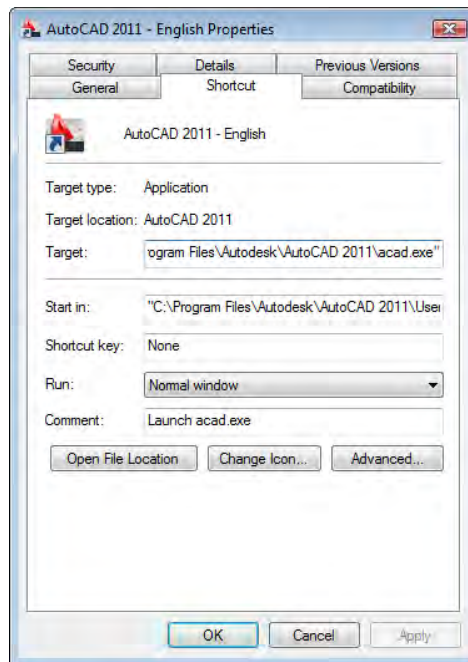 AutoCAD 2011 - English Properties
Security Details Previous Versions
General Shortcut Compatibility
AutoCAD 2011 - English
Target type: Application
Target location: AutoCAD 2011
Target: ogram Files\Autodesk\AutoCAD 2011\acad.exe"
Start in: "C:\Program Files\Autodesk\AutoCAD 2011\User
Shortcut key: None
Run: Normal window
Comment: Launch acad.exe
Open File Location Change Icon... Advanced...
OK Cancel Apply